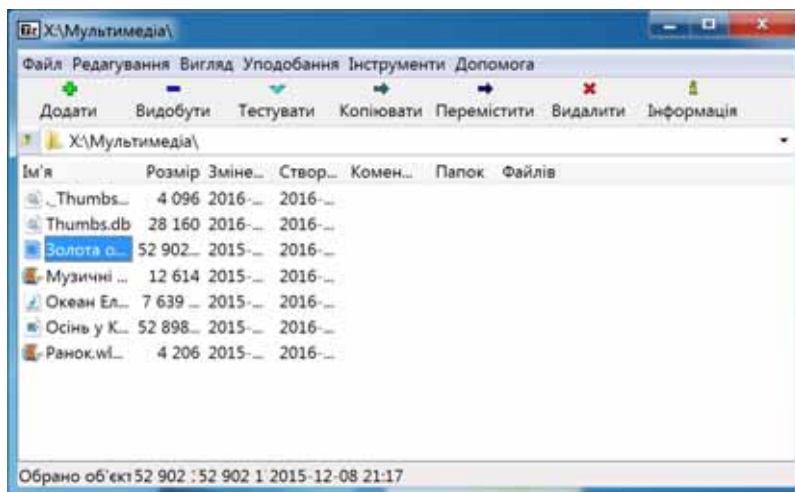 X:\Мультимедіа\
Файл Редагування Вигляд Уподобання Інструменти Допомога
Додати Видобути Тестувати Копіювати Перемістити Видалити Інформація
X:\Мультимедіа\
Ім'я Розмір Зміне... Створ... Комен... Папок Файлів
._Thumbs... 4 096 2016-... 2016-...
Thumbs.db 28 160 2016-... 2016-...
Золота о... 52 902... 2015-... 2016-...
Музичні ... 12 614 2015-... 2016-...
Океан Ел... 7 639 ... 2015-... 2016-...
Осінь у К... 52 898... 2015-... 2016-...
Ранок.wl... 4 206 2015-... 2016-...
Обрано об'єкт 52 902 52 902 1 2015-12-08 21:17